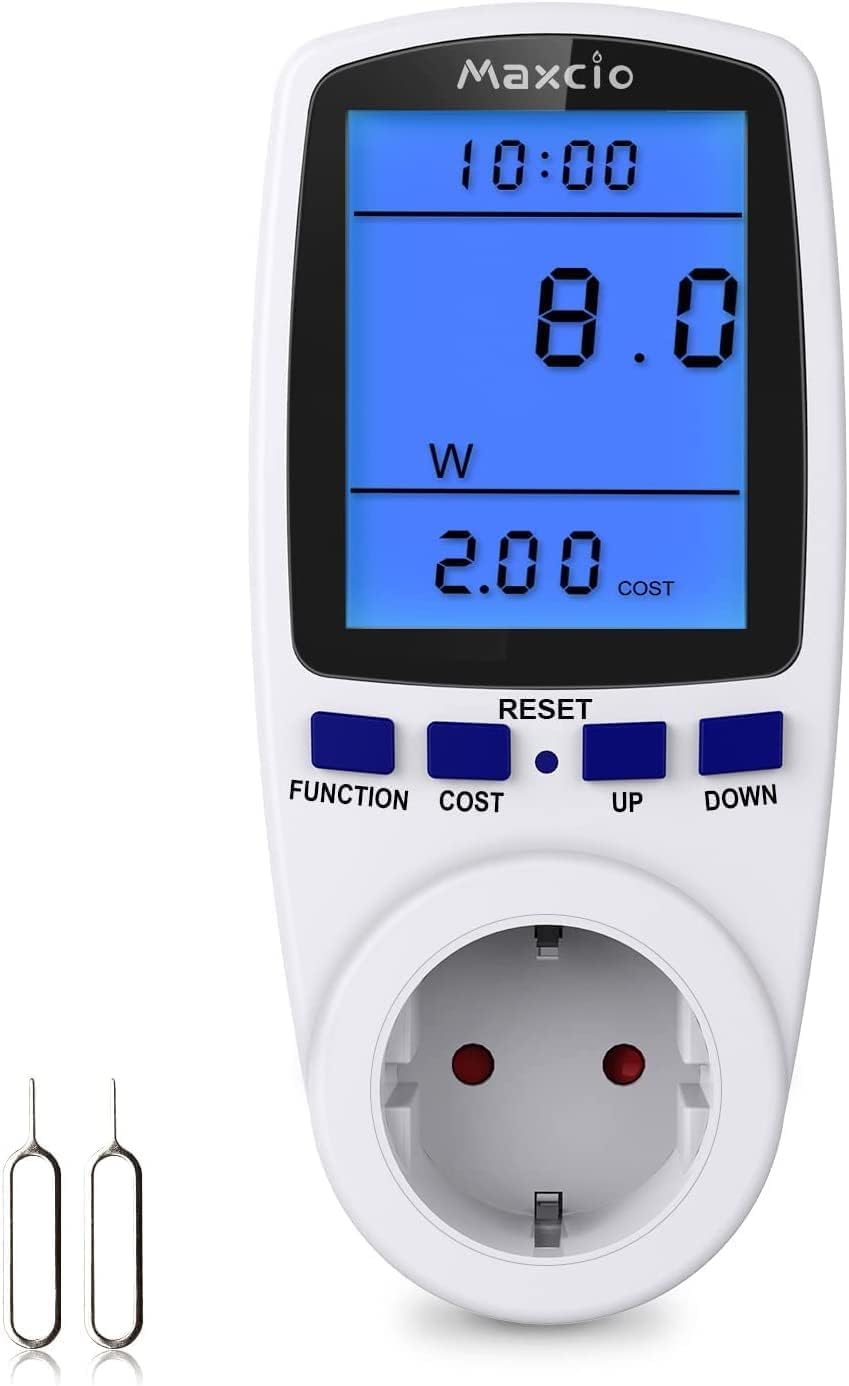 Maxcio
10:00
8.0
W
2.00 COST
RESET
FUNCTION COST UP DOWN